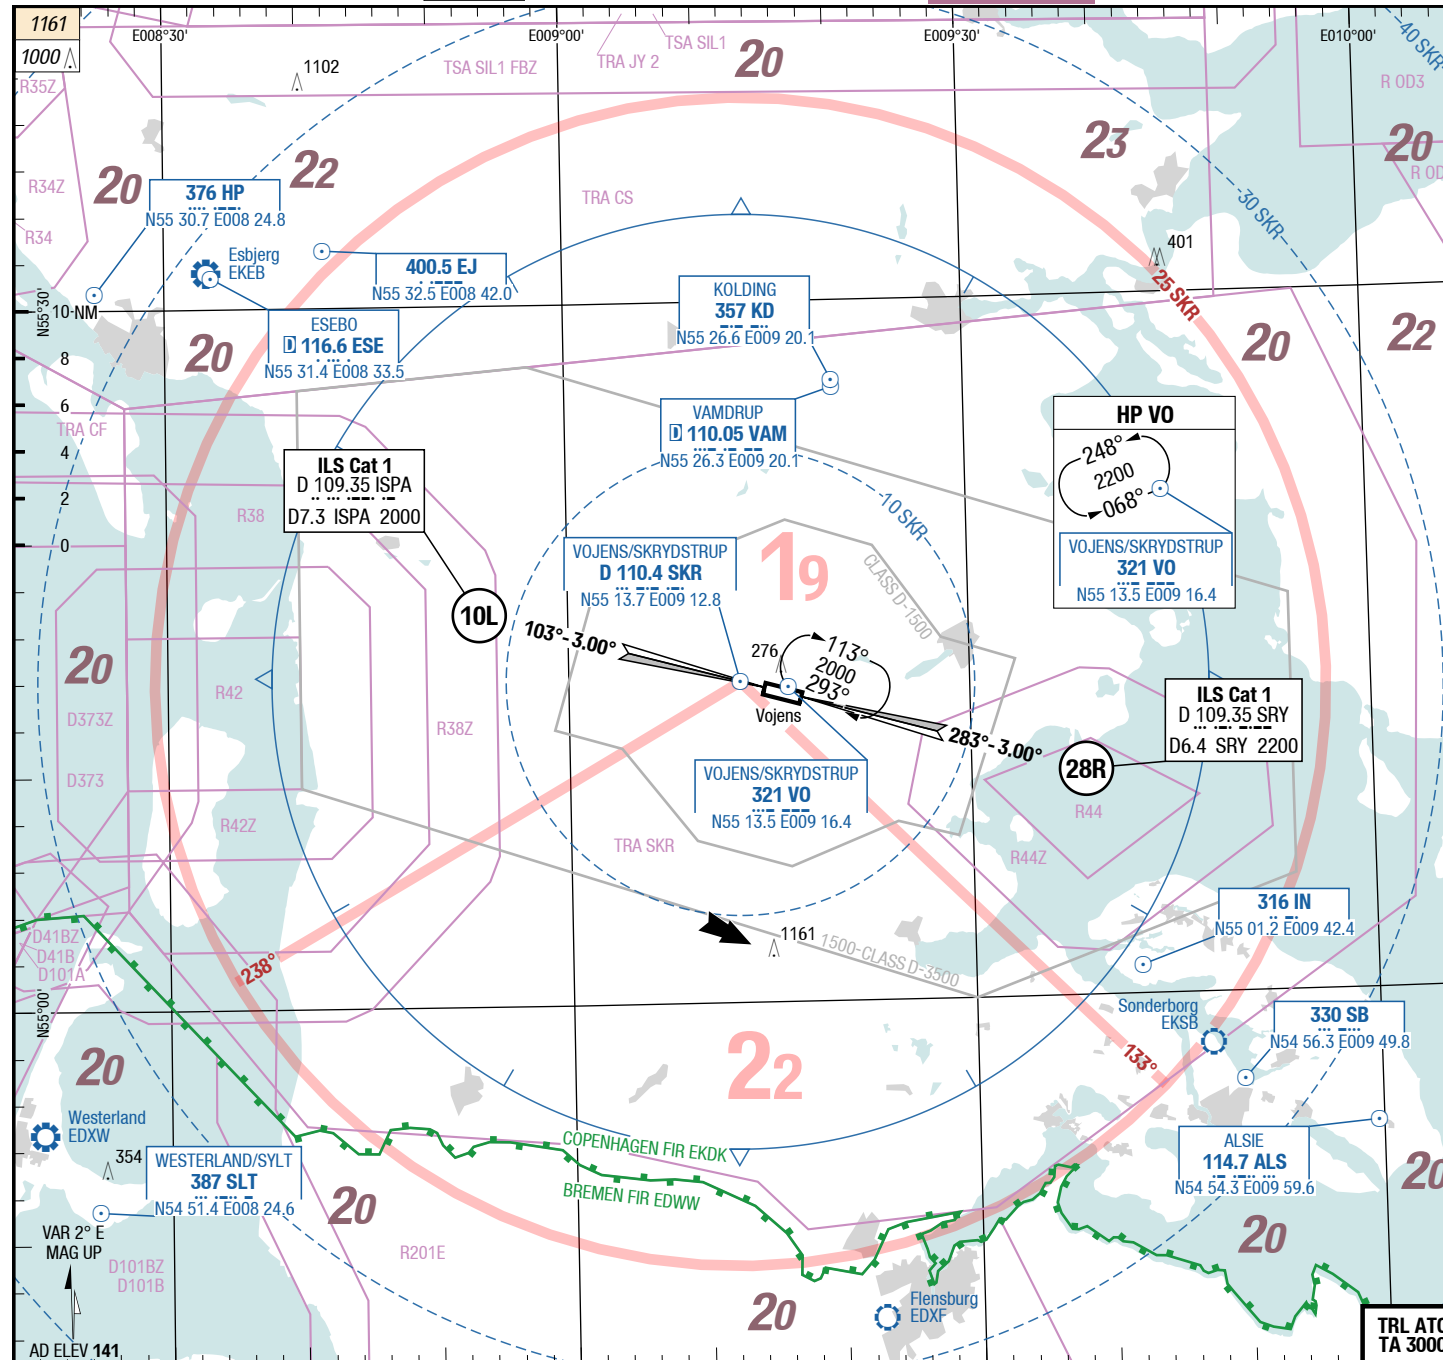 1161
1000
E008°30'
E009°00'
E009°30'
E010°00'
40 SKR
R35Z
1102
TSA SIL1 FBZ
TRA JY 2
TSA SIL1
20
R OD3
23
20
R OD
20
22
R34Z
R34
376 HP
N55 30.7 E008 24.8
TRA CS
30 SKR
Esbjerg
EKEB
400.5 EJ
N55 32.5 E008 42.0
401
25 SKR
N55°30'
10-NM
8
6
4
2
0
ESEBO
D 116.6 ESE
N55 31.4 E008 33.5
20
KOLDING
357 KD
N55 26.6 E009 20.1
20
22
VAMDRUP
D 110.05 VAM
N55 26.3 E009 20.1
TRA CF
HP VO
248°
2200
068°
VOJENS/SKRYDSTRUP
321 VO
N55 13.5 E009 16.4
ILS Cat 1
D 109.35 ISPA
D7.3 ISPA 2000
R38
10 SKR
VOJENS/SKRYDSTRUP
D 110.4 SKR
N55 13.7 E009 12.8
19
CLASS D-1500
10L
103°-3.00°
276
113°
2000
293°
Vojens
283°-3.00°
28R
ILS Cat 1
D 109.35 SRY
D6.4 SRY 2200
20
R42
D373Z
R38Z
D373
R42Z
VOJENS/SKRYDSTRUP
321 VO
N55 13.5 E009 16.4
TRA SKR
R44
R44Z
316 IN
N55 01.2 E009 42.4
D41BZ
D41B
D101A
238°
1161
1500-CLASS D-3500
N55°00'
Sonderborg
EKSB
330 SB
N54 56.3 E009 49.8
20
22
133°
Westerland
EDXW
354
WESTERLAND/SYLT
387 SLT
N54 51.4 E008 24.6
COPENHAGEN FIR EKDK
BREMEN FIR EDWW
ALSIE
114.7 ALS
N54 54.3 E009 59.6
20
20
20
VAR 2° E
MAG UP
R201E
D101BZ
D101B
20
Flensburg
EDXF
AD ELEV 141
TRL ATC
TA 3000